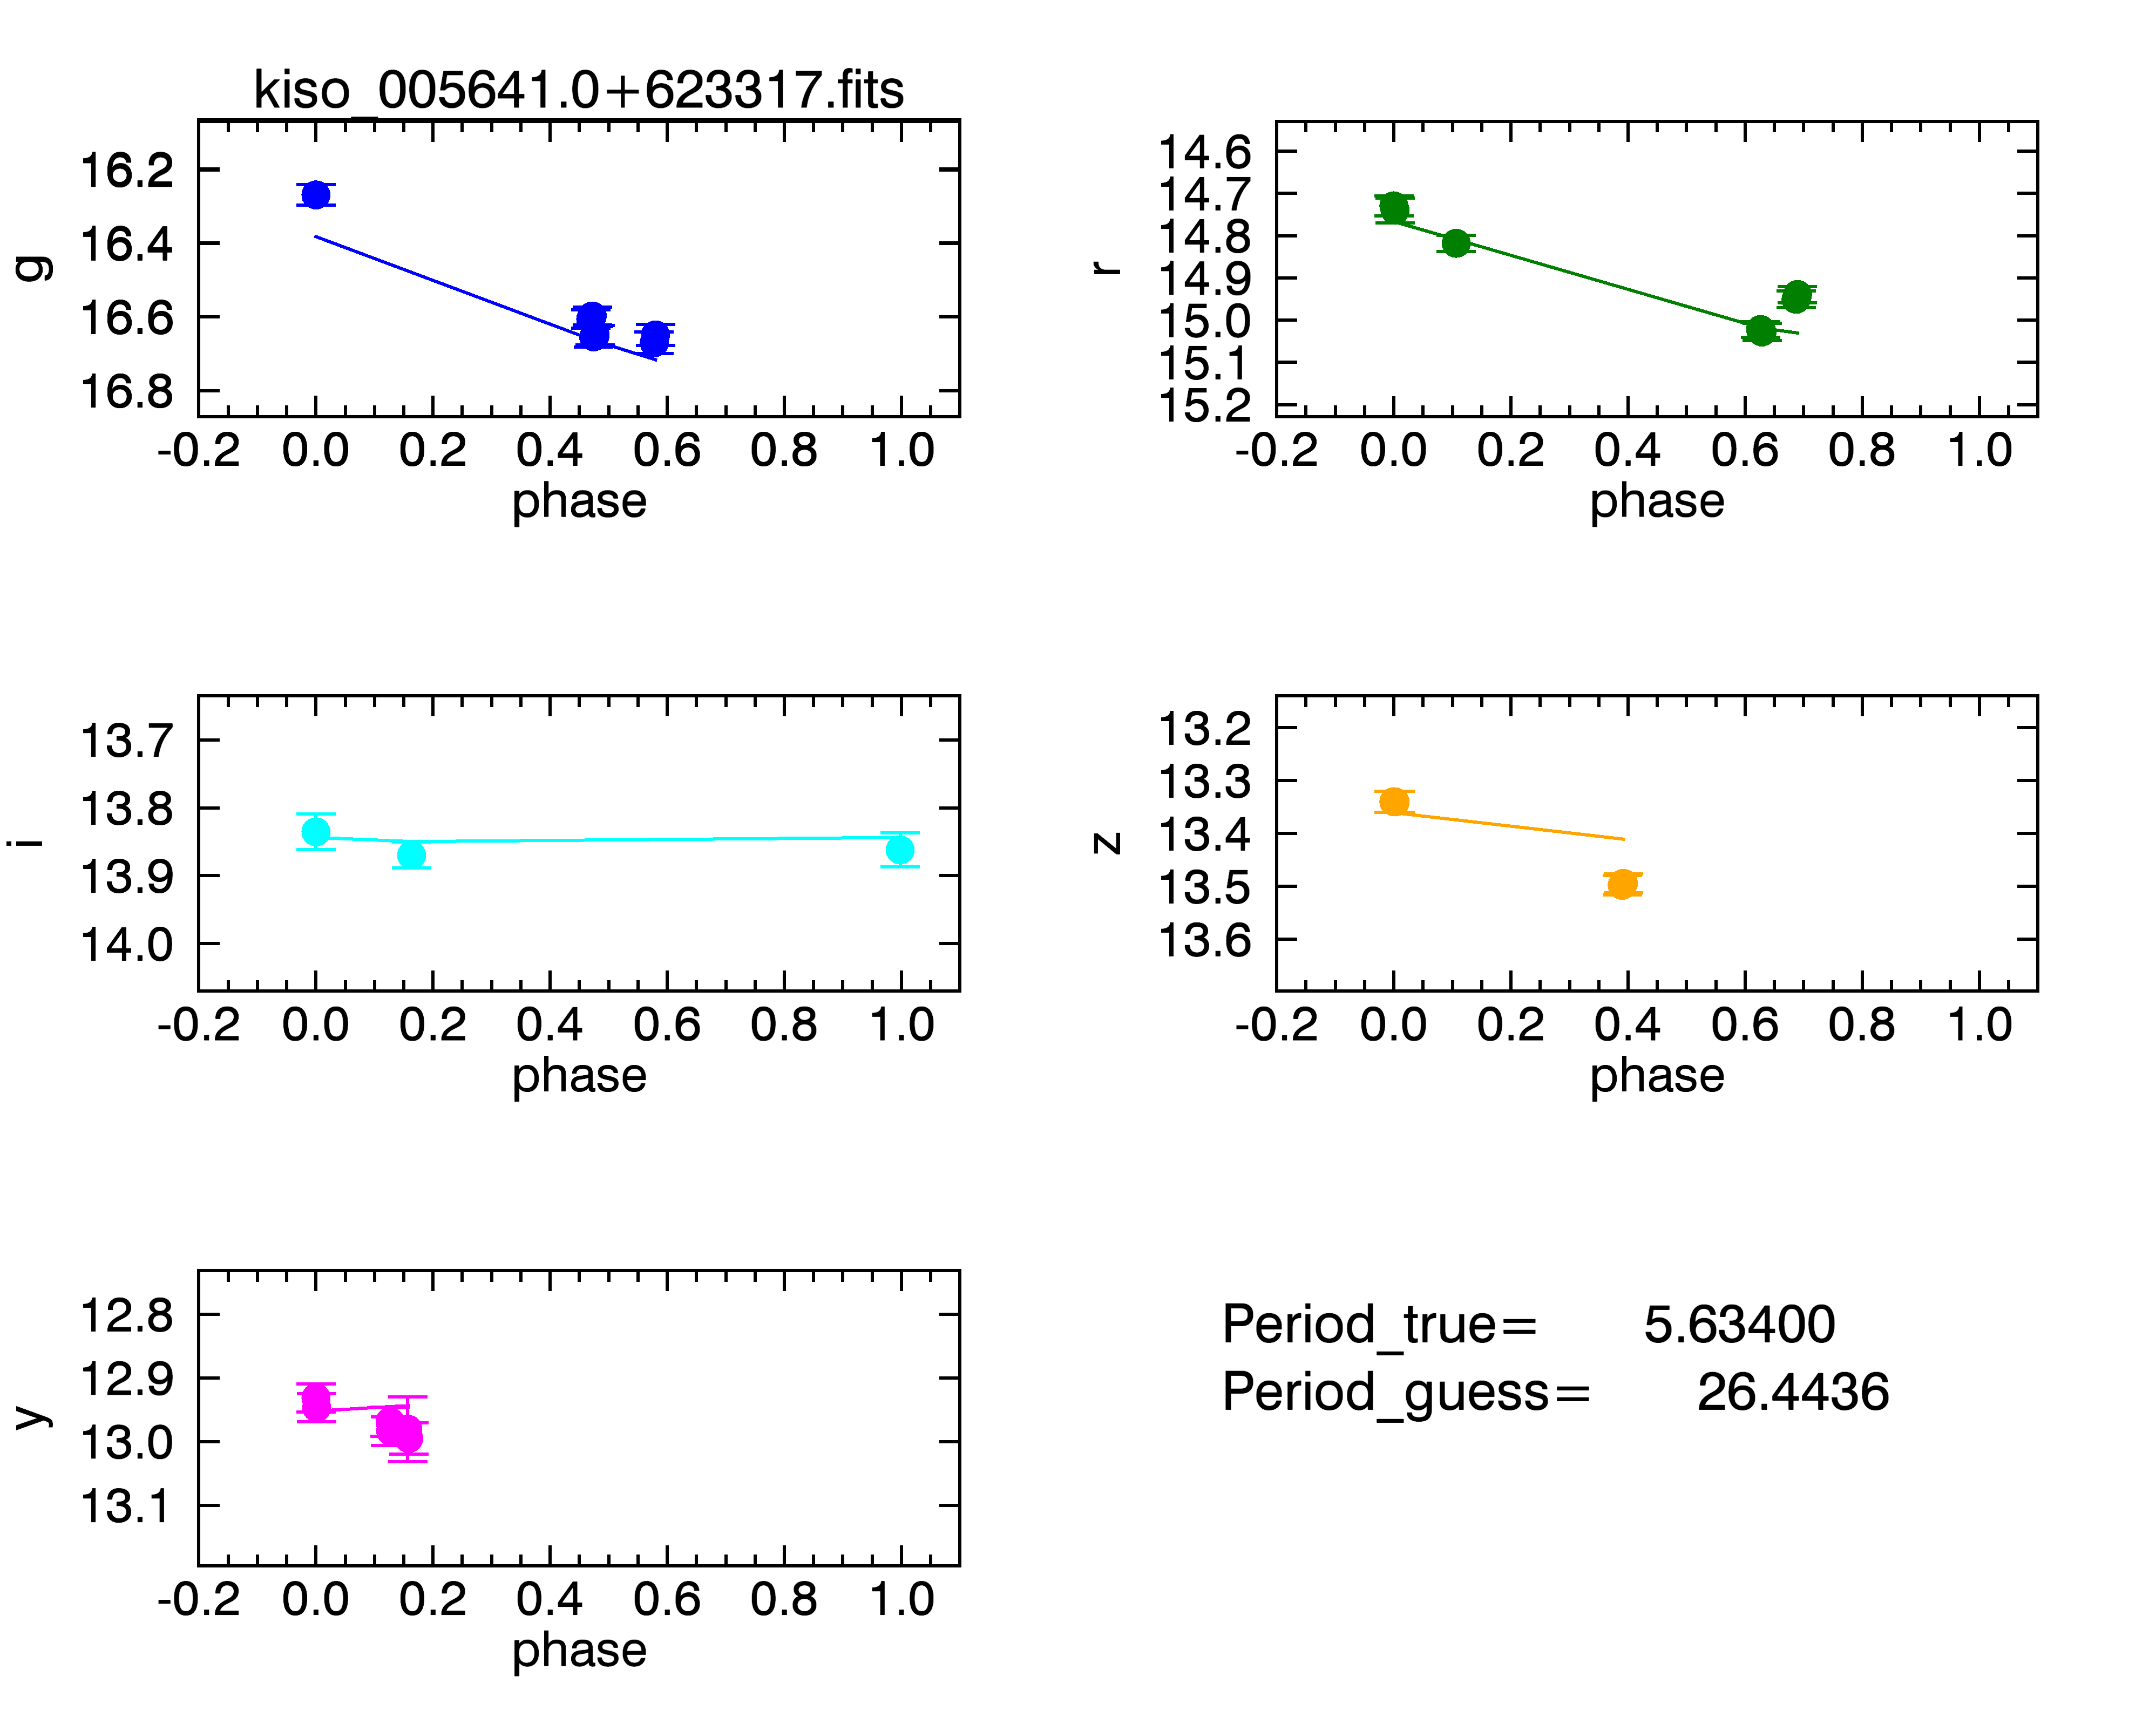 kiso_005641.0+623317.fits
g
16.2
16.4
16.6
16.8
-0.2 0.0 0.2 0.4 0.6 0.8 1.0
phase
r
14.6
14.7
14.8
14.9
15.0
15.1
15.2
-0.2 0.0 0.2 0.4 0.6 0.8 1.0
phase
i
13.7
13.8
13.9
14.0
-0.2 0.0 0.2 0.4 0.6 0.8 1.0
phase
z
13.2
13.3
13.4
13.5
13.6
-0.2 0.0 0.2 0.4 0.6 0.8 1.0
phase
y
12.8
12.9
13.0
13.1
-0.2 0.0 0.2 0.4 0.6 0.8 1.0
phase
Period_true= 5.63400
Period_guess= 26.4436